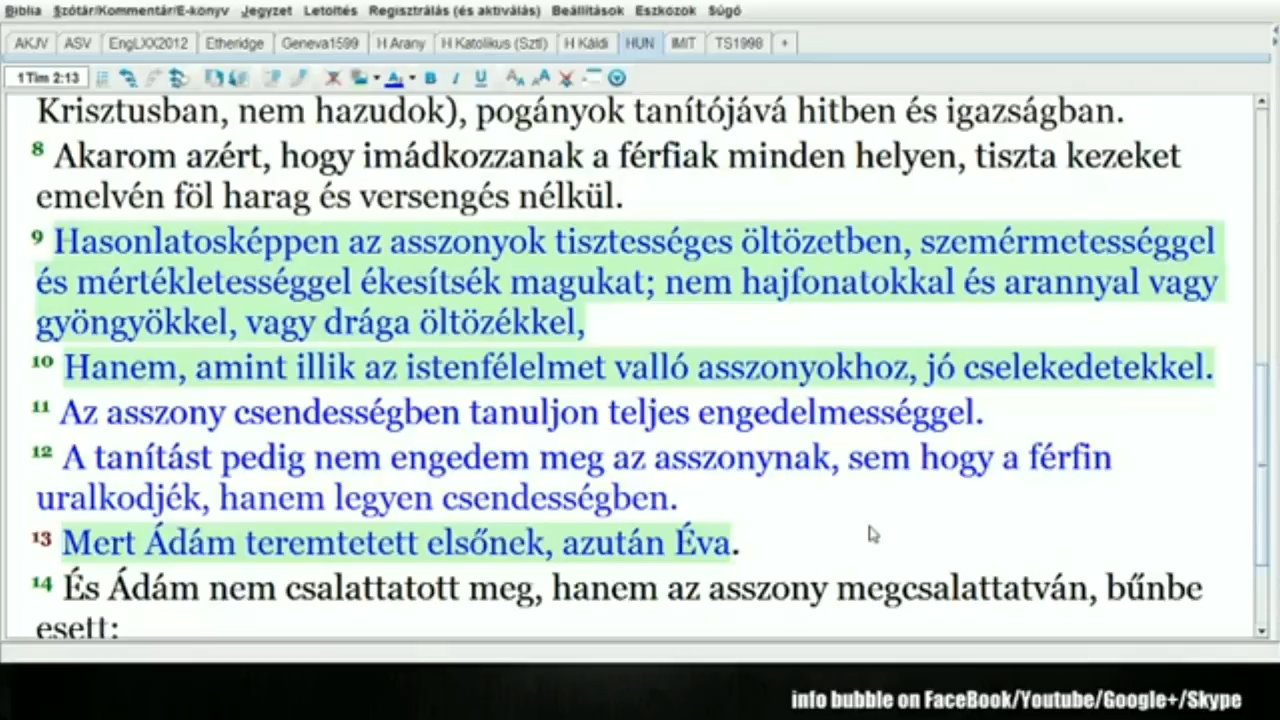 Biblia Szótár/Kommentár/E-könyv Jegyzet Letoltés Regisztrálás (és aktiválás) Beállítások Eszközök Súgó
AKJV ASV EngLXX2012 Etheridge Geneva1599 H Arany H Katolikus (SztI) H Káldi HUN IMIT TS1998 +
1Tim 2:13
Krisztusban, nem hazudok), pogányok tanítójává hitben és igazságban.
8 Akarom azért, hogy imádkozzanak a férfiak minden helyen, tiszta kezeket
emelvén föl harag és versengés nélkül.
9 Hasonlatosképpen az asszonyok tisztességes öltözetben, szemérmetességgel
és mértékletességgel ékesítsék magukat; nem hajfonatokkal és arannyal vagy
gyöngyökkel, vagy drága öltözékkel,
10 Hanem, amint illik az istenfélelmet valló asszonyokhoz, jó cselekedetekkel.
11 Az asszony csendességben tanuljon teljes engedelmességgel.
12 A tanítást pedig nem engedem meg az asszonynak, sem hogy a férfin
uralkodjék, hanem legyen csendességben.
13 Mert Ádám teremtetett elsőnek, azután Éva.
14 És Ádám nem csalattatott meg, hanem az asszony megcsalattatván, bűnbe
esett:
info bubble on FaceBook/Youtube/Google+/Skype